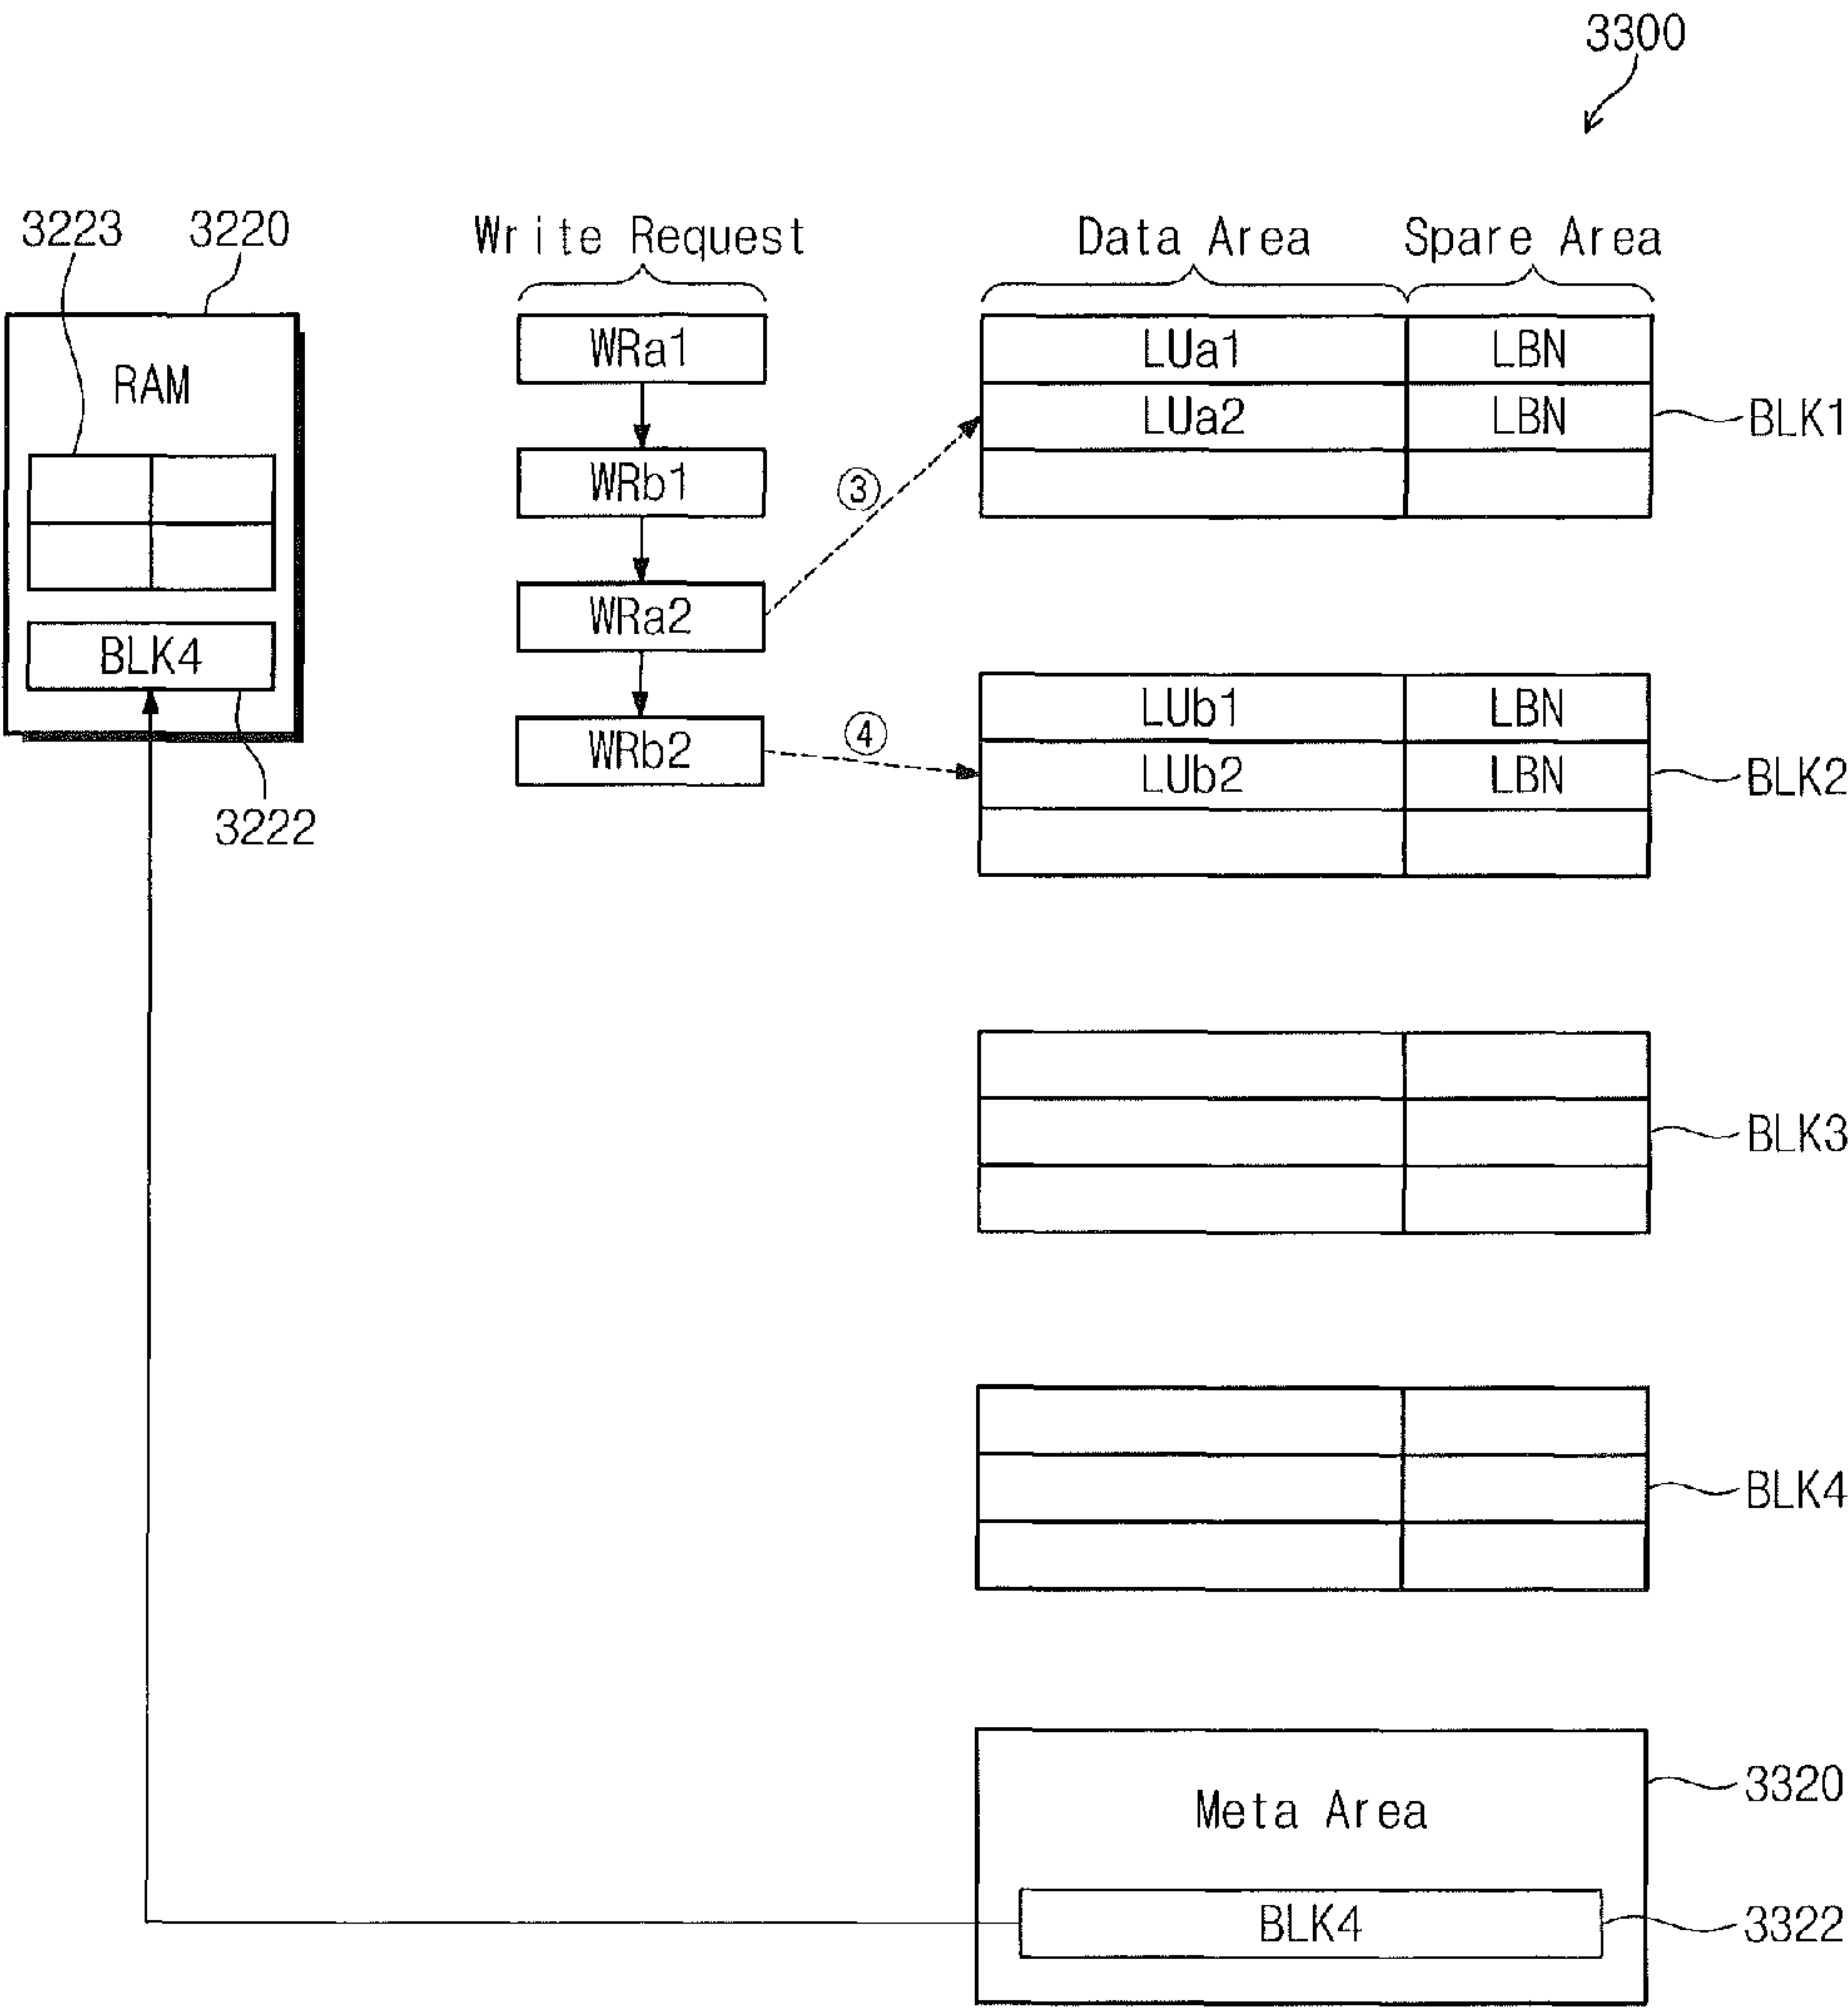 3300
3223
3220
Write Request
Data Area
Spare Area
RAM
WRa1
LUa1
LBN
LUa2
LBN
BLK1
WRb1
③
WRa2
BLK4
LUb1
LBN
WRb2
④
LUb2
LBN
BLK2
3222
BLK3
BLK4
3320
Meta Area
BLK4
3322